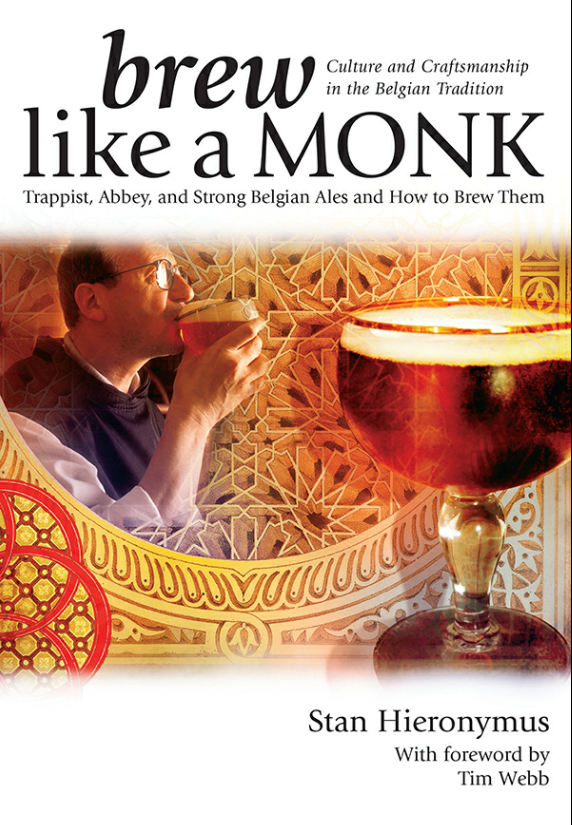 brew
Culture and Craftsmanship
in the Belgian Tradition
like a MONK
Trappist, Abbey, and Strong Belgian Ales and How to Brew Them
Stan Hieronymus
With foreword by
Tim Webb